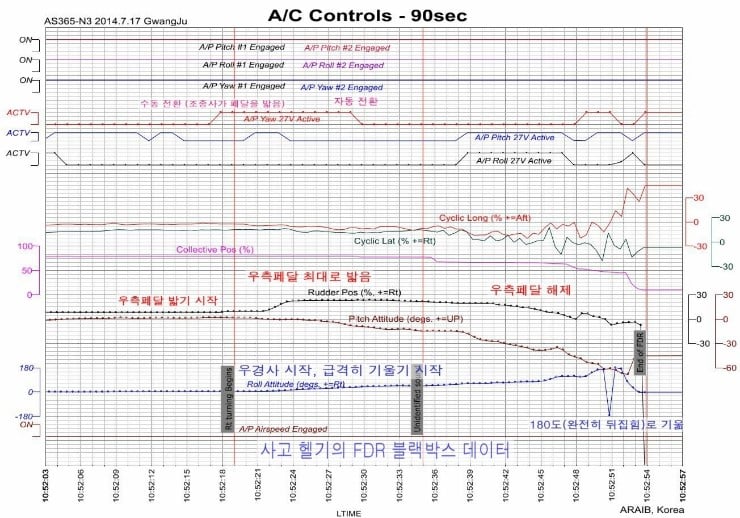 AS365-N3 2014.7.17 GwangJu
A/C Controls - 90sec
ON
A/P Pitch #1 Engaged
A/P Pitch #2 Engaged
ON
A/P Roll #1 Engaged
A/P Roll #2 Engaged
ON
A/P Yaw #1 Engaged
A/P Yaw #2 Engaged
수동 전환 (조종사가 페달을 밟음)
자동 전환
ACTV
A/P Yaw 27V Active
ACTV
A/P Pitch 27V Active
ACTV
A/P Roll 27V Active
30
0
-30
30
0
-30
Cyclic Long (% +=Aft)
Cyclic Lat (% +=Rt)
100
50
0
Collective Pos (%)
우측페달 최대로 밟음
우측페달 밟기 시작
우측페달 해제
Rudder Pos (%, +=Rt)
30
0
-30
30
0
-30
-60
Pitch Attitude (degs. +=UP)
우경사 시작, 급격히 기울기 시작
180
0
-180
Roll Attitude (degs, +=Rt)
Rt turning Begins
Unidentified so
End of FDR
180도(완전히 뒤집힘)로 기욺
ON
A/P Airspeed Engaged
사고 헬기의 FDR 블랙박스 데이터
10:52:03
10:52:06
10:52:09
10:52:12
10:52:15
10:52:18
10:52:21
10:52:24
10:52:27
10:52:30
10:52:33
10:52:36
10:52:39
10:52:42
10:52:45
10:52:48
10:52:51
10:52:54
10:52:57
LTIME
ARAIB, Korea